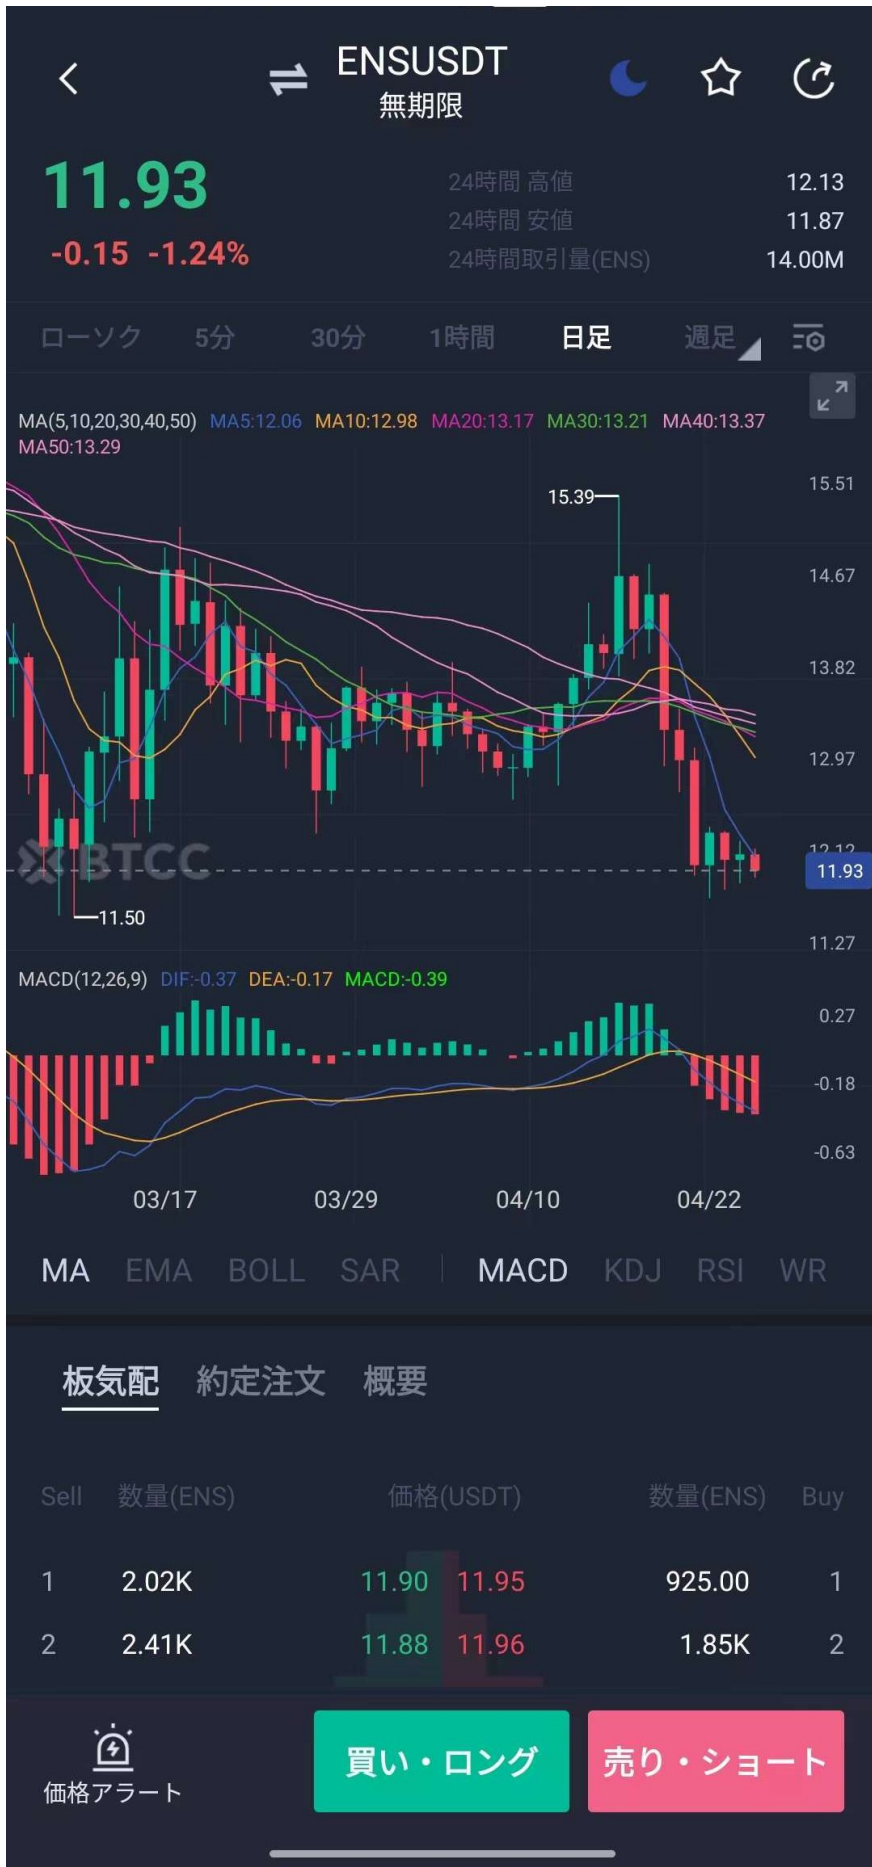 ENSUSDT
無期限
11.93
-0.15 -1.24%
24時間 高値 12.13
24時間 安値 11.87
24時間取引量(ENS) 14.00M
ローソク 5分 30分 1時間 日足 週足
MA(5,10,20,30,40,50) MA5:12.06 MA10:12.98 MA20:13.17 MA30:13.21 MA40:13.37
MA50:13.29
15.51
15.39
14.67
13.82
12.97
12.12
11.93
BTCC
11.50
11.27
MACD(12,26,9) DIF:-0.37 DEA:-0.17 MACD:-0.39
0.27
-0.18
-0.63
03/17 03/29 04/10 04/22
MA EMA BOLL SAR MACD KDJ RSI WR
板気配 約定注文 概要
Sell 数量(ENS) 価格(USDT) 数量(ENS) Buy
1 2.02K 11.90 11.95 925.00 1
2 2.41K 11.88 11.96 1.85K 2
価格アラート
買い・ロング
売り・ショート